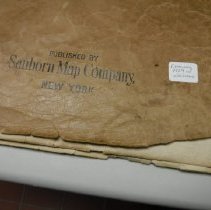 PUBLISHED BY
Sanborn Map Company,
NEW YORK